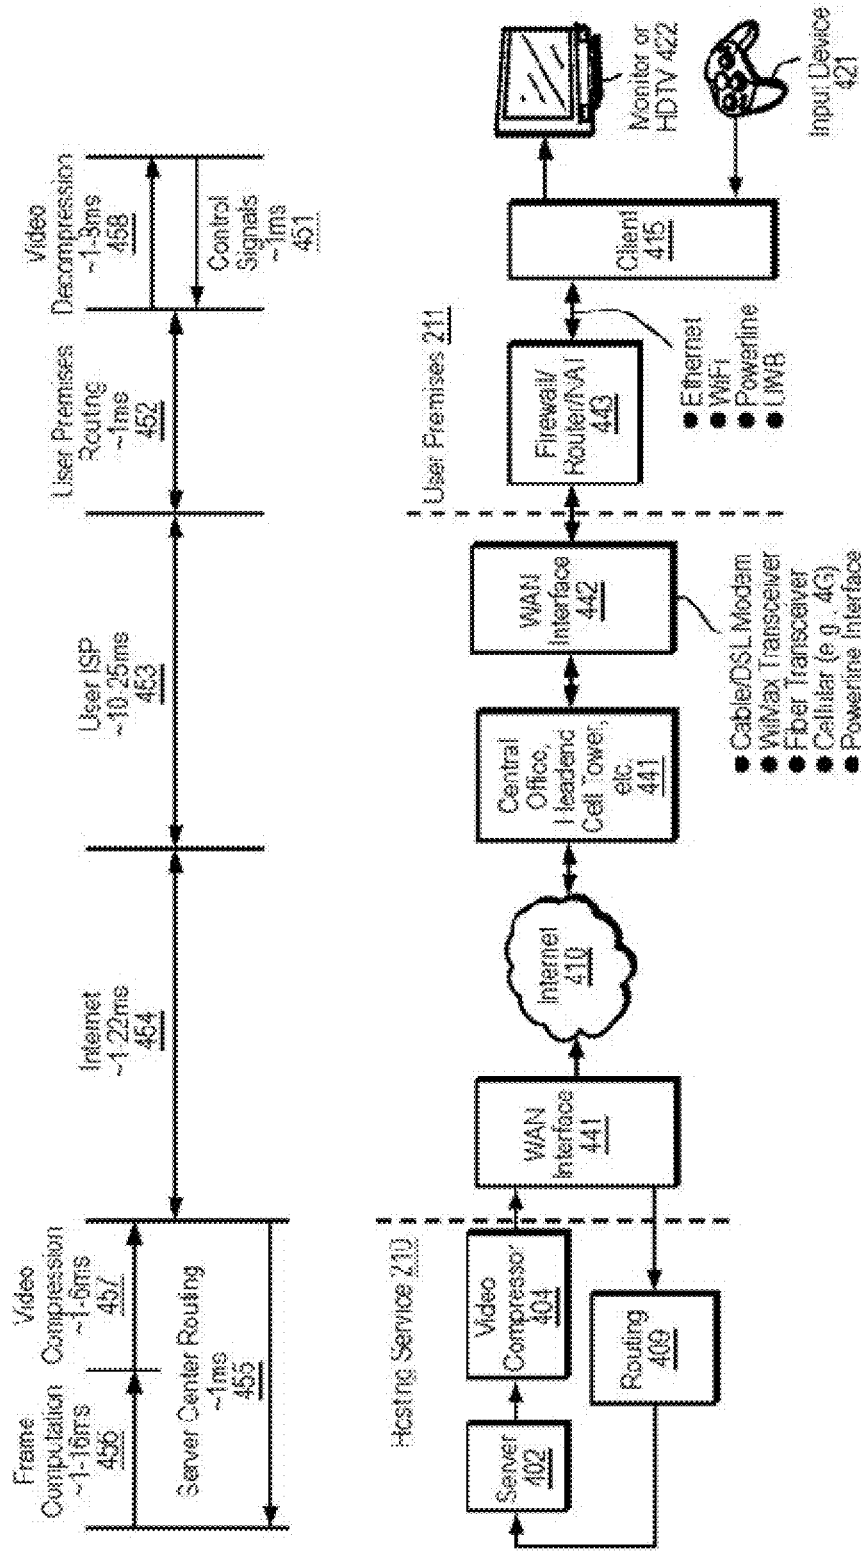 Frame
Computation
~1-16ms
456
Video
Compression
~1-6ms
457
Server Center Routing
~1ms
455
Internet
~1-22ms
454
User ISP
~10-25ms
453
User Premises
Routing
~1ms
452
Video
Decompression
~1-8ms
458
Control
Signals
~1ms
451
Hosting Service 210
Server
402
Video
Compressor
404
Routing
409
WAN
Interface
441
Internet
410
Central
Office,
Headend
Cell Tower,
etc.
441
WAN
Interface
442
● Cable/DSL Modem
● WiMax Transceiver
● Fiber Transceiver
● Cellular (e.g., 4G)
● Powerline Interface
User Premises 211
Firewall/
Router/NAT
443
● Ethernet
● WiFi
● Powerline
● UWB
Client
415
Monitor or
HDTV 422
Input Device
421